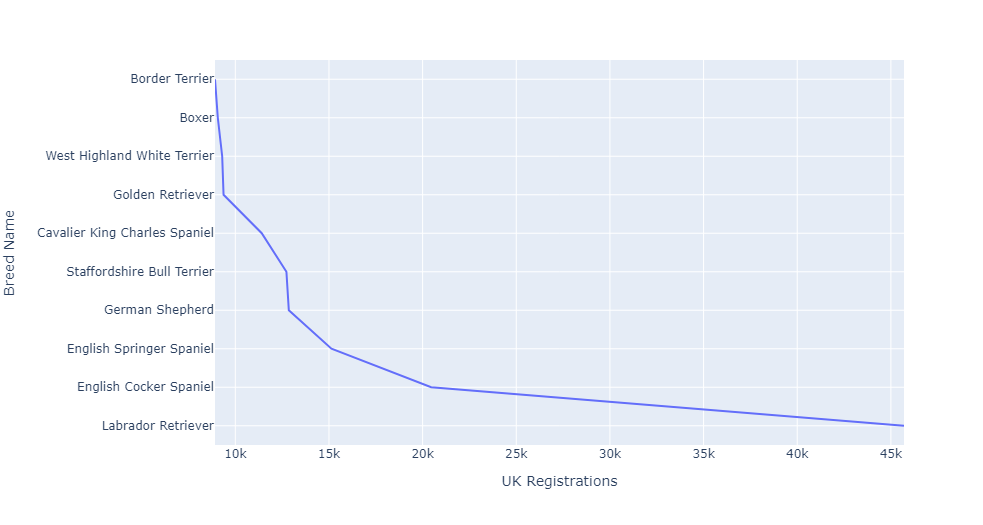 Border Terrier
Boxer
West Highland White Terrier
Golden Retriever
Cavalier King Charles Spaniel
Staffordshire Bull Terrier
German Shepherd
English Springer Spaniel
English Cocker Spaniel
Labrador Retriever
Breed Name
10k 15k 20k 25k 30k 35k 40k 45k
UK Registrations